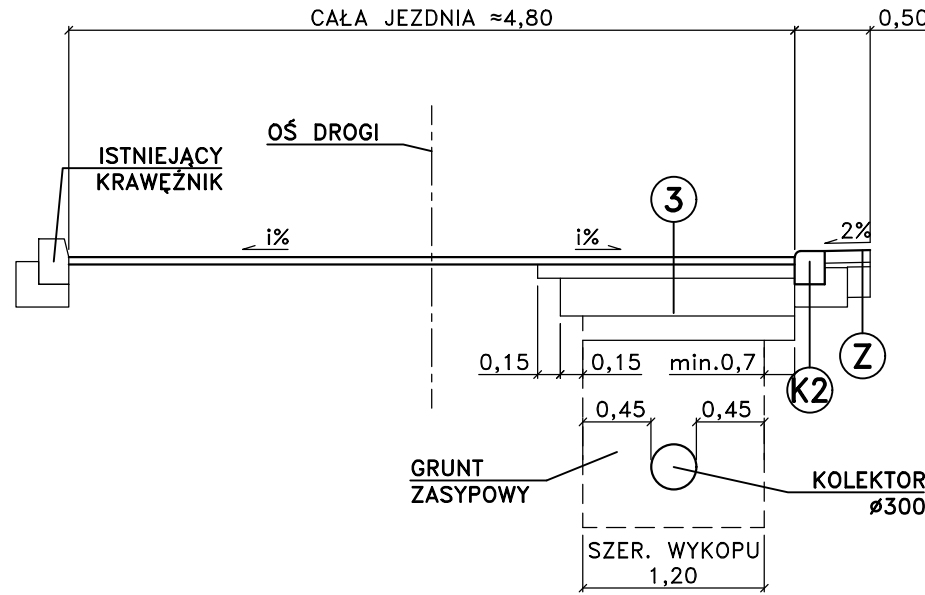 CAŁA JEZDNIA ≈4,80
0,50
OŚ DROGI
ISTNIEJĄCY
KRAWĘŻNIK
3
i%
i%
2%
0,15
0,15
min.0,7
Z
K2
0,45
0,45
GRUNT
ZASYPOWY
KOLEKTOR
ø300
SZER. WYKOPU
1,20